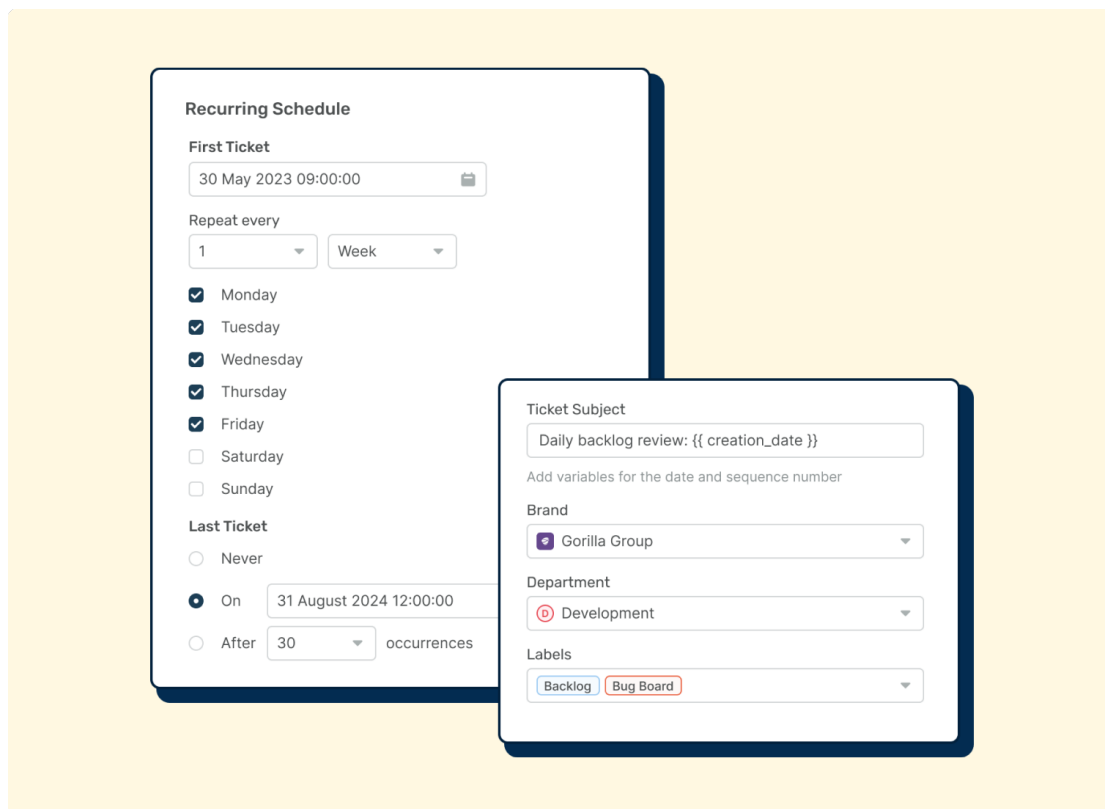 Recurring Schedule
First Ticket
30 May 2023 09:00:00
Repeat every
1 Week
Monday
Tuesday
Wednesday
Thursday
Friday
Saturday
Sunday
Last Ticket
Never
On 31 August 2024 12:00:00
After 30 occurrences
Ticket Subject
Daily backlog review: {{ creation_date }}
Add variables for the date and sequence number
Brand
Gorilla Group
Department
D Development
Labels
Backlog Bug Board